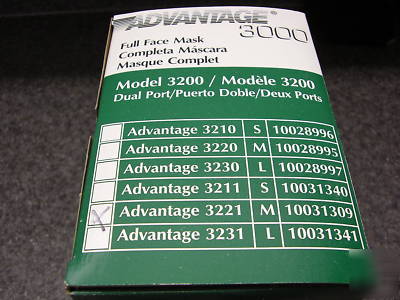 ADVANTAGE
3000
Full Face Mask
Completa Máscara
Masque Complet
Model 3200 / Modèle 3200
Dual Port/Puerto Doble/Deux Ports
Advantage 3210 S 10028996
Advantage 3220 M 10028995
Advantage 3230 L 10028997
Advantage 3211 S 10031340
X Advantage 3221 M 10031309
Advantage 3231 L 10031341